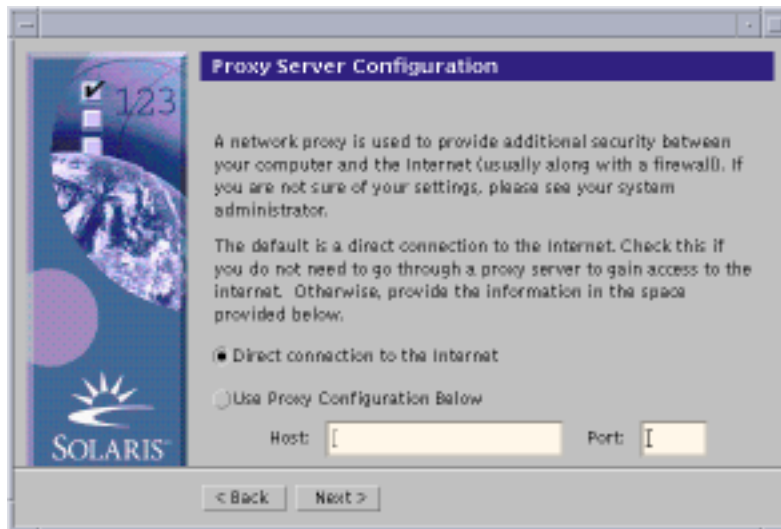 Proxy Server Configuration
123
A network proxy is used to provide additional security between
your computer and the Internet (usually along with a firewall). If
you are not sure of your settings, please see your system
administrator.
The default is a direct connection to the Internet. Check this if
you do not need to go through a proxy server to gain access to the
internet. Otherwise, provide the information in the space
provided below.
Direct connection to the Internet
Use Proxy Configuration Below
Host: Port:
SOLARIS™
< Back Next >